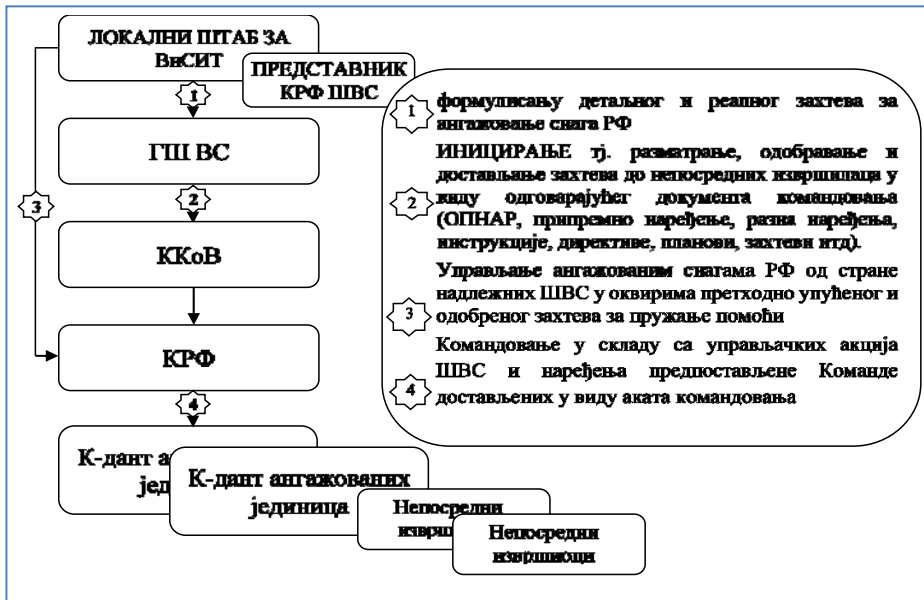 ЛОКАЛНИ ШТАБ ЗА
ВнСИТ
ПРЕДСТАВНИК
КРФ ШВС
1
ГШ ВС
2
3
ККоВ
КРФ
4
К-дант а
јед
К-дант ангажованих
јединица
Непосредни
изврш
Непосредни
извршиоци
1
формулисању детаљног и реалног захтева за
ангажовање снага РФ
2
ИНИЦИРАЊЕ тј. разматрање, одобравање и
достављање захтева до непосредних извршилаца у
виду одговарајућег документа командовања
(ОПНАР, припремно наређење, разна наређења,
инструкције, директиве, планови, захтеви итд).
3
Управљање ангажованим снагама РФ од стране
надлежних ШВС у оквирима претходно упућеног и
одобреног захтева за пружање помоћи
4
Командовање у складу са управљачких акција
ШВС и наређења предпостављене Команде
достављених у виду аката командовања